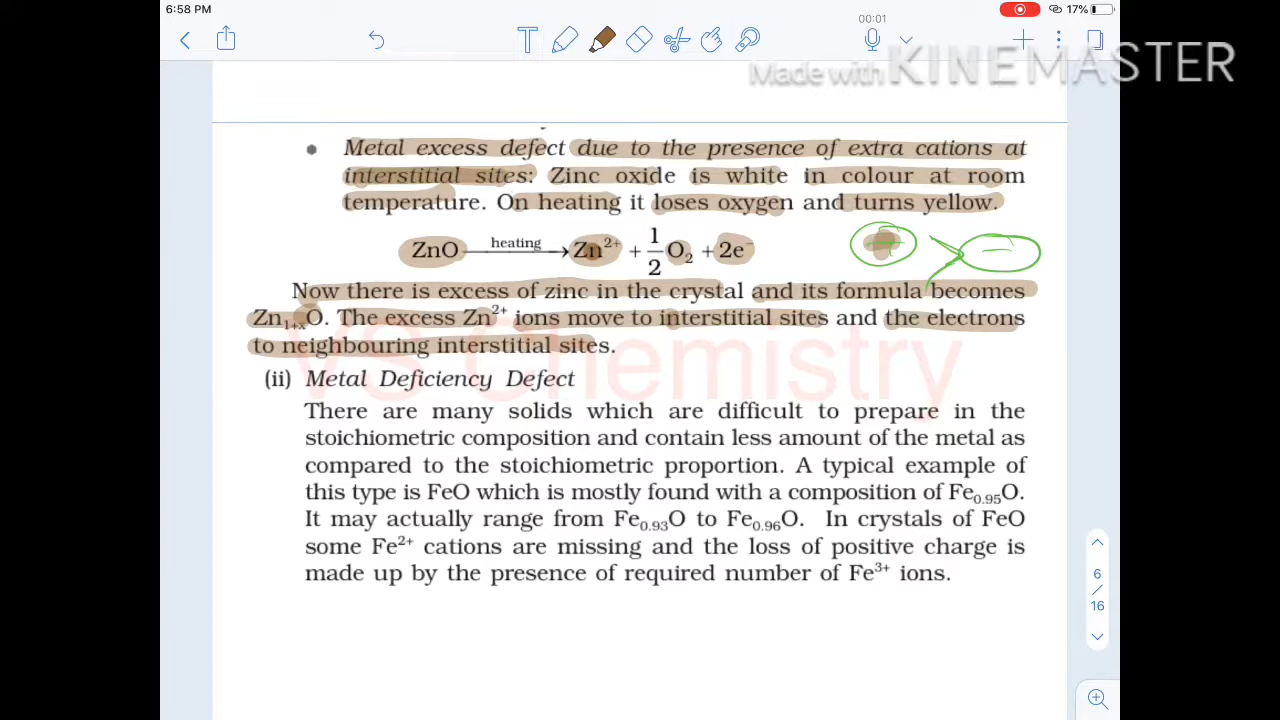 6:58 PM
00:01
17%
Made with KINEMASTER
• Metal excess defect due to the presence of extra cations at
interstitial sites: Zinc oxide is white in colour at room
temperature. On heating it loses oxygen and turns yellow.
ZnO —heating→ Zn²⁺ + 1/2 O₂ + 2e⁻
+ > −
Now there is excess of zinc in the crystal and its formula becomes
Zn₁₊ₓO. The excess Zn²⁺ ions move to interstitial sites and the electrons
to neighbouring interstitial sites.
VS Chemistry
(ii) Metal Deficiency Defect
There are many solids which are difficult to prepare in the
stoichiometric composition and contain less amount of the metal as
compared to the stoichiometric proportion. A typical example of
this type is FeO which is mostly found with a composition of Fe₀.₉₅O.
It may actually range from Fe₀.₉₃O to Fe₀.₉₆O. In crystals of FeO
some Fe²⁺ cations are missing and the loss of positive charge is
made up by the presence of required number of Fe³⁺ ions.
6
/
16